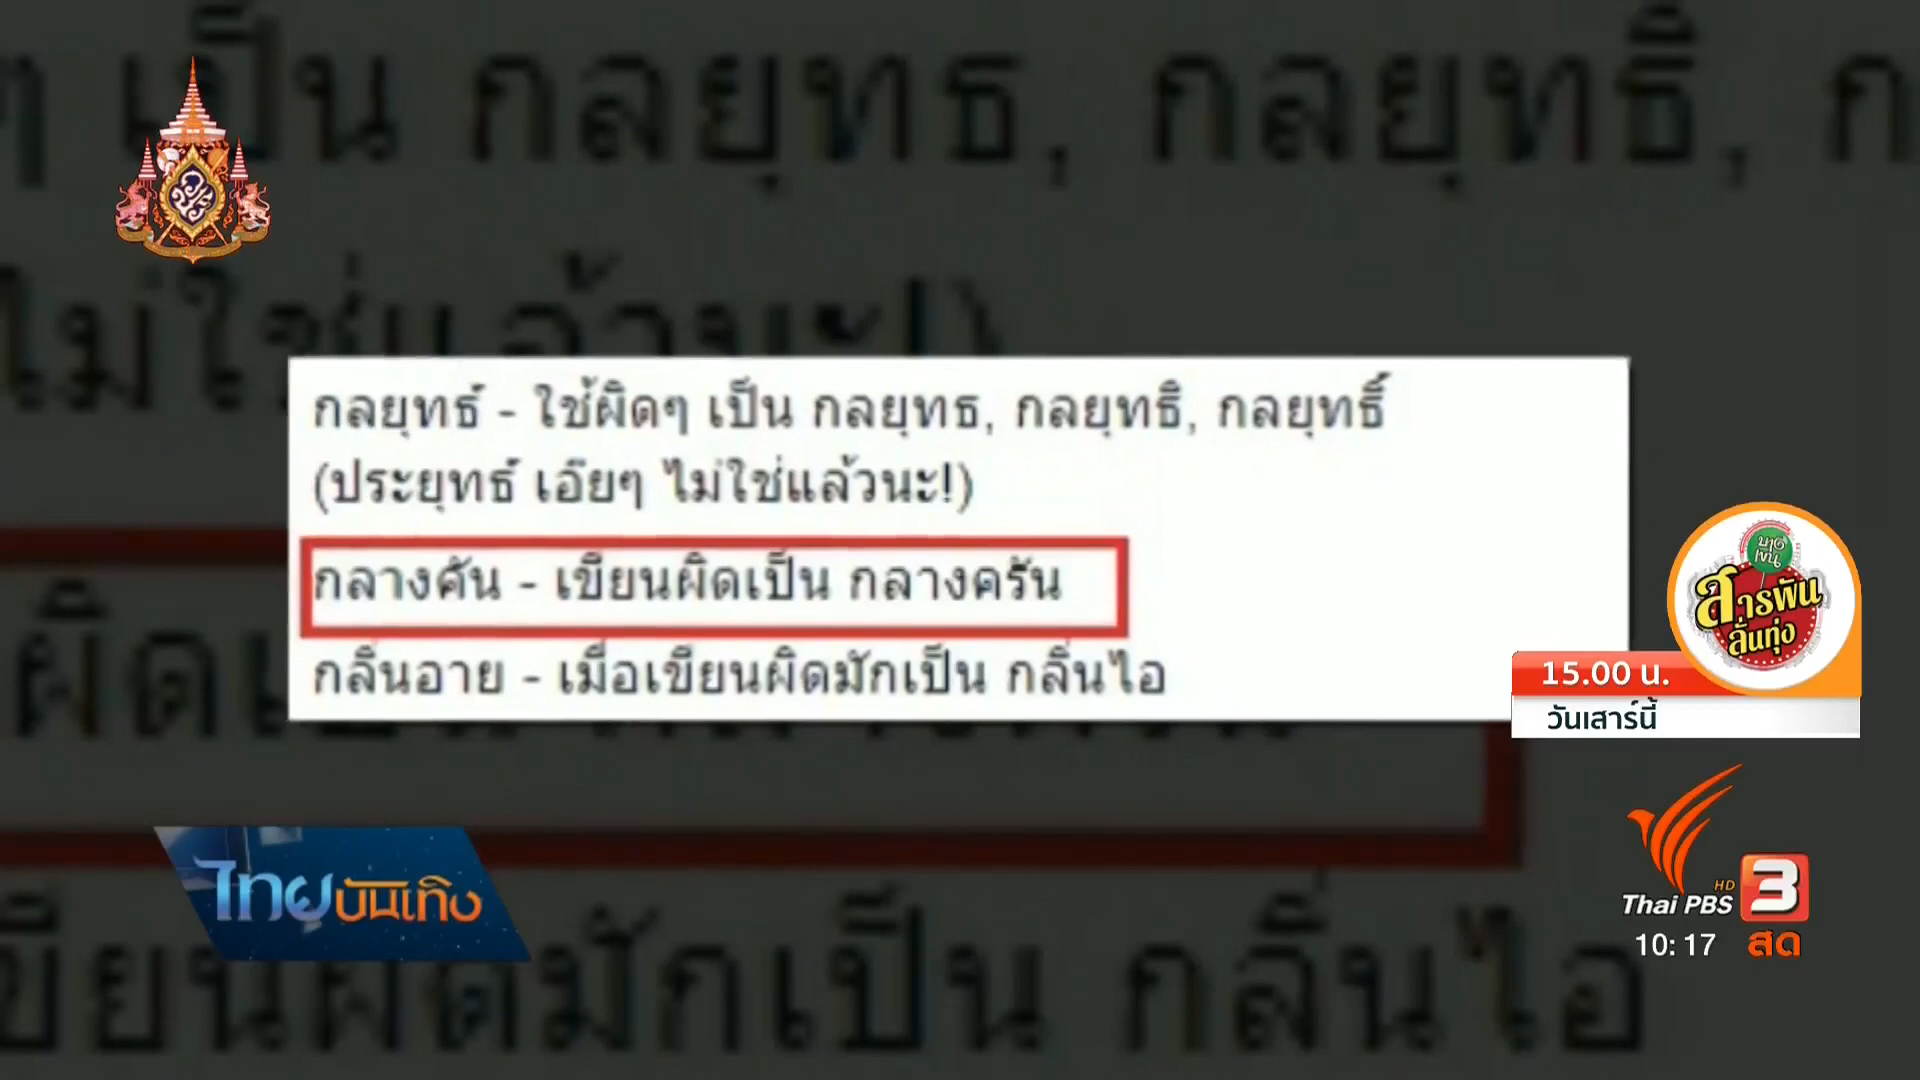 กลยุทธ์ - ใช้ผิดๆ เป็น กลยุทธ, กลยุทธิ, กลยุทธิ์
(ประยุทธ์ เอ๊ยๆ ไม่ใช่แล้วนะ!)
กลางคัน - เขียนผิดเป็น กลางครัน
กลิ่นอาย - เมื่อเขียนผิดมักเป็น กลิ่นไอ
บางเขน
สารพัน
ลั่นทุ่ง
15.00 น.
วันเสาร์นี้
ไทยบันเทิง
HD
Thai PBS 3
10:17 สด